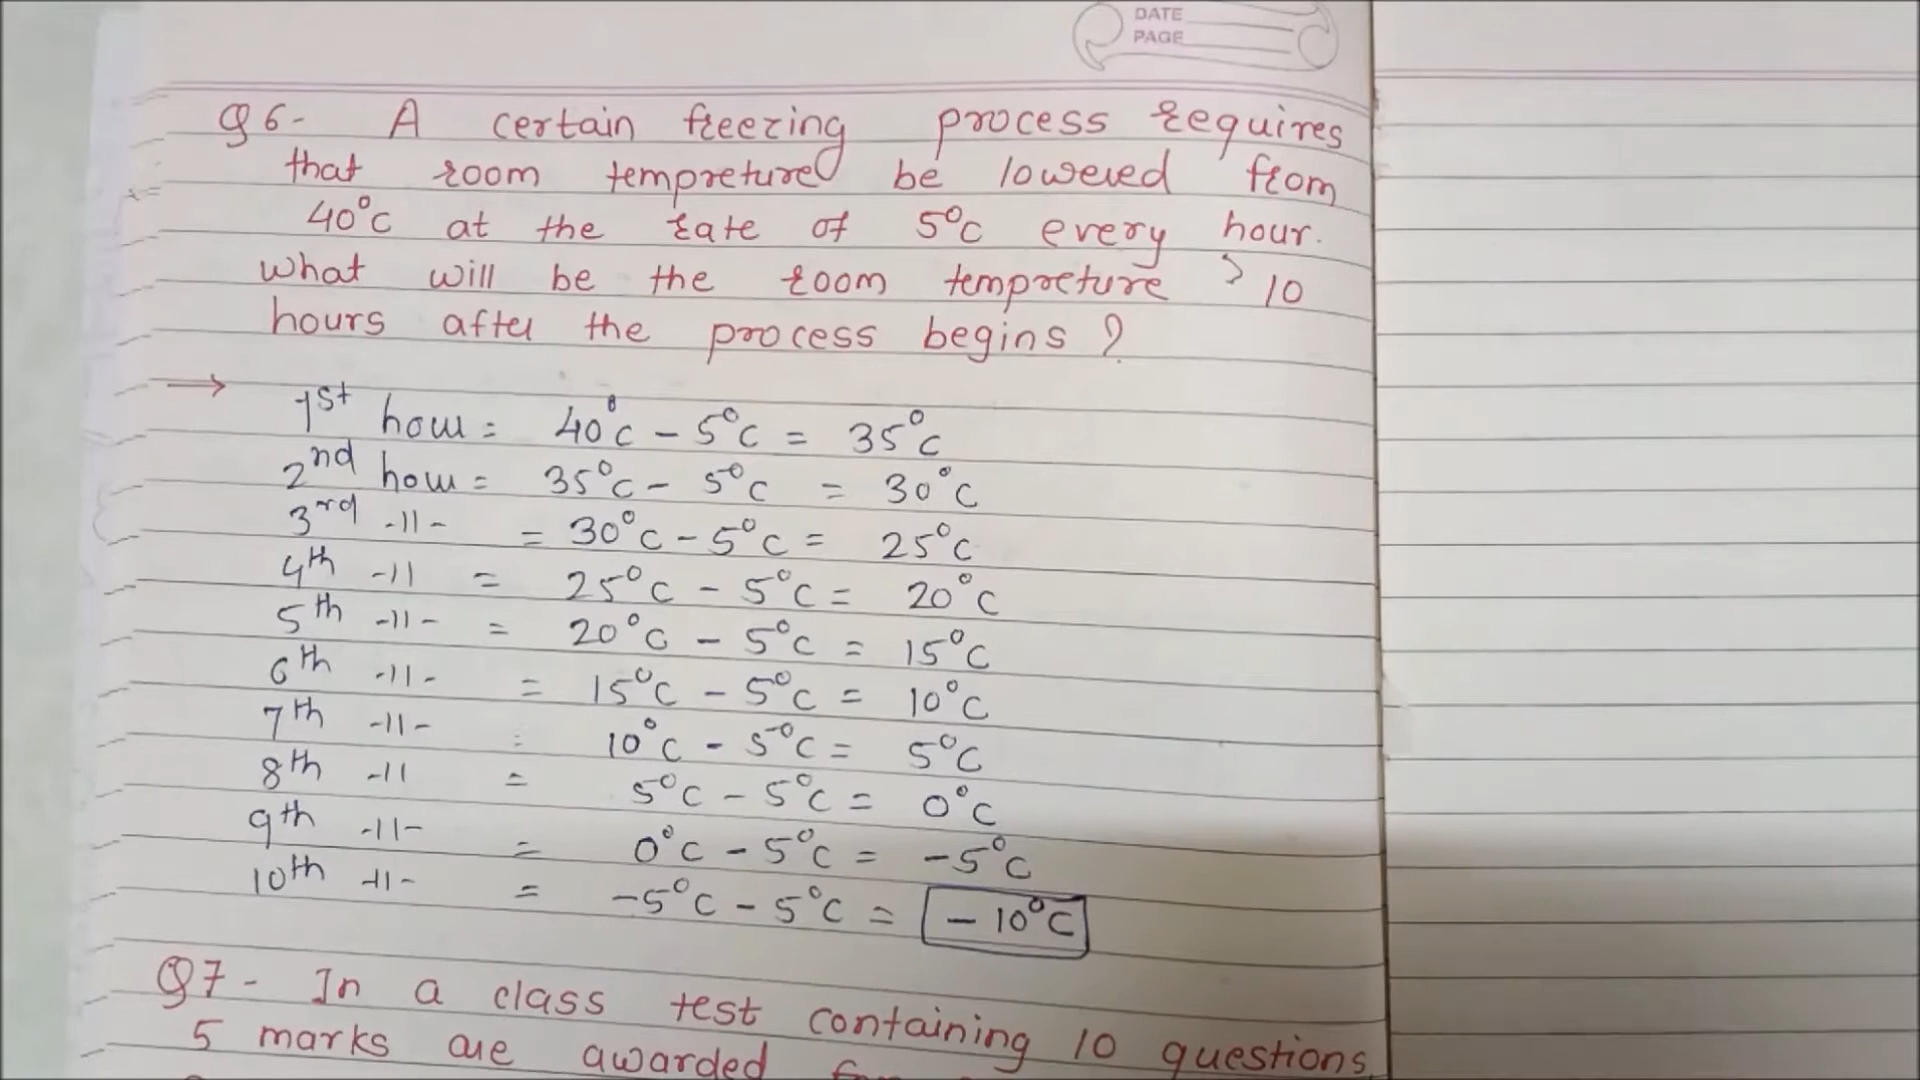 DATE
PAGE
Q6- A certain freezing process requires
that room tempreture be lowered from
40°C at the rate of 5°C every hour.
what will be the room tempreture > 10
hours after the process begins ?
→ 1st hour = 40°C - 5°C = 35°C
2nd hour = 35°C - 5°C = 30°C
3rd -11- = 30°C - 5°C = 25°C
4th -11 = 25°C - 5°C = 20°C
5th -11- = 20°C - 5°C = 15°C
6th -11- = 15°C - 5°C = 10°C
7th -11- = 10°C - 5°C = 5°C
8th -11 = 5°C - 5°C = 0°C
9th -11- = 0°C - 5°C = -5°C
10th -11- = -5°C - 5°C = -10°C
Q7- In a class test containing 10 questions
5 marks are awarded